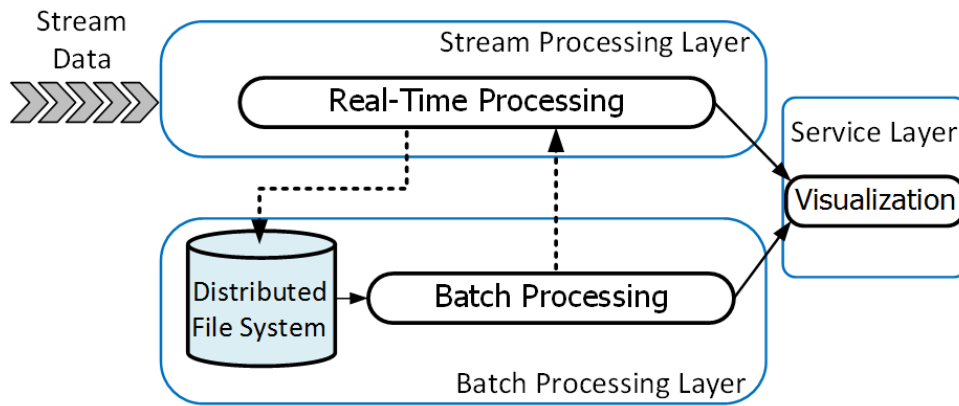 Stream
Data
Stream Processing Layer
Real-Time Processing
Service Layer
Visualization
Distributed
File System
Batch Processing
Batch Processing Layer